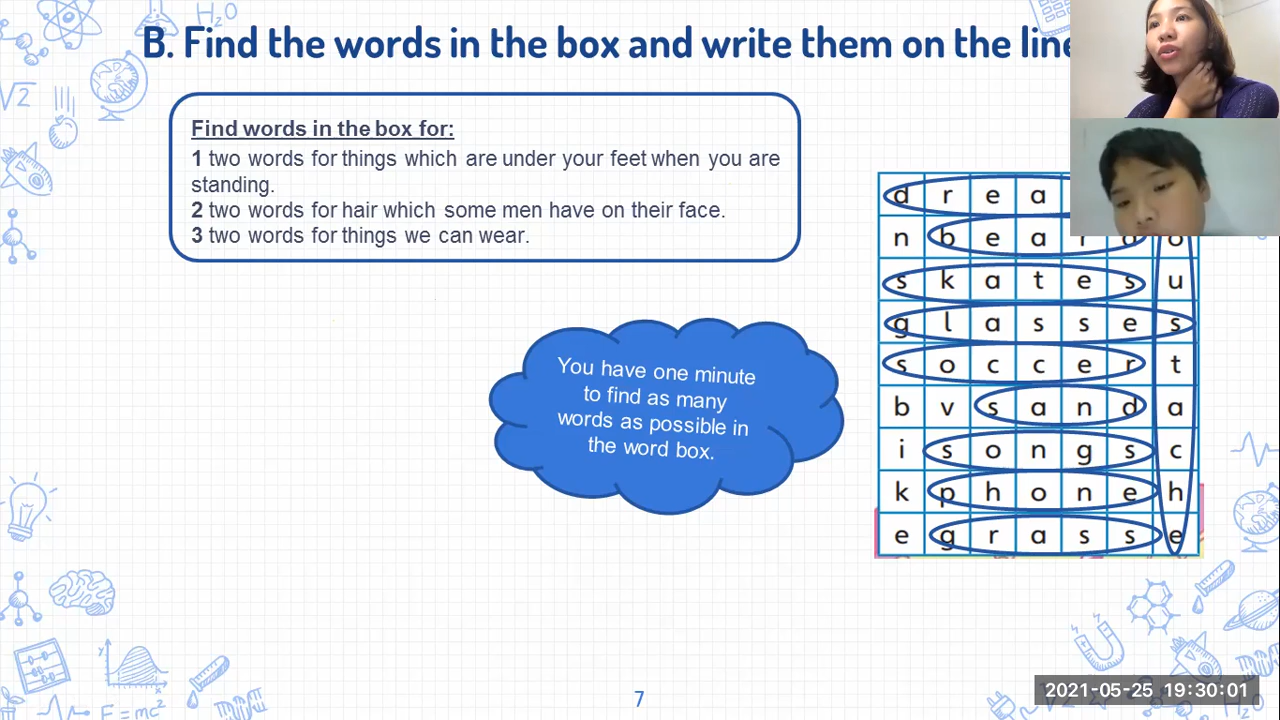 B. Find the words in the box and write them on the line
Find words in the box for:
1 two words for things which are under your feet when you are
standing.
2 two words for hair which some men have on their face.
3 two words for things we can wear.
You have one minute
to find as many
words as possible in
the word box.
d r e a
n b e a r d o
s k a t e s u
g l a s s e s
s o c c e r t
b v s a n d a
i s o n g s c
k p h o n e h
e g r a s s e
H₂O
√2
E=mc²
y
x
7
2021-05-25 19:30:01